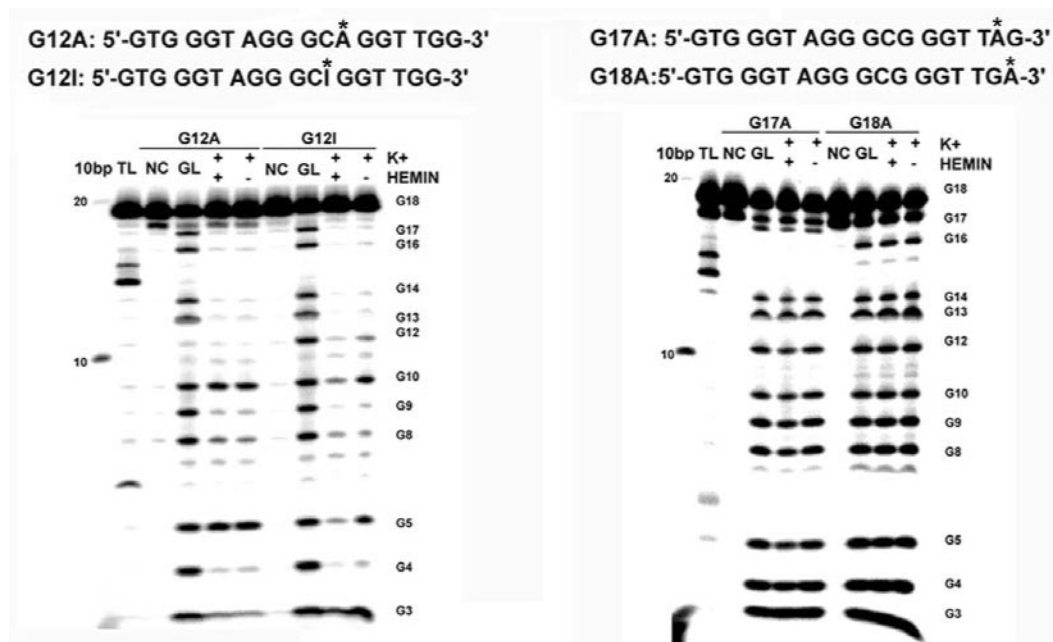 *
G12A: 5'-GTG GGT AGG GCA GGT TGG-3'
*
G12I: 5'-GTG GGT AGG GCI GGT TGG-3'
G12A G12I
+ + + + K+
10bp TL NC GL + - NC GL + - HEMIN
20 G18
G17
G16
G14
G13
G12
10
G10
G9
G8
G5
G4
G3
*
G17A: 5'-GTG GGT AGG GCG GGT TAG-3'
*
G18A:5'-GTG GGT AGG GCG GGT TGA-3'
G17A G18A
+ + + + K+
10bp TL NC GL + - NC GL + - HEMIN
20 G18
G17
G16
G14
G13
G12
10
G10
G9
G8
G5
G4
G3